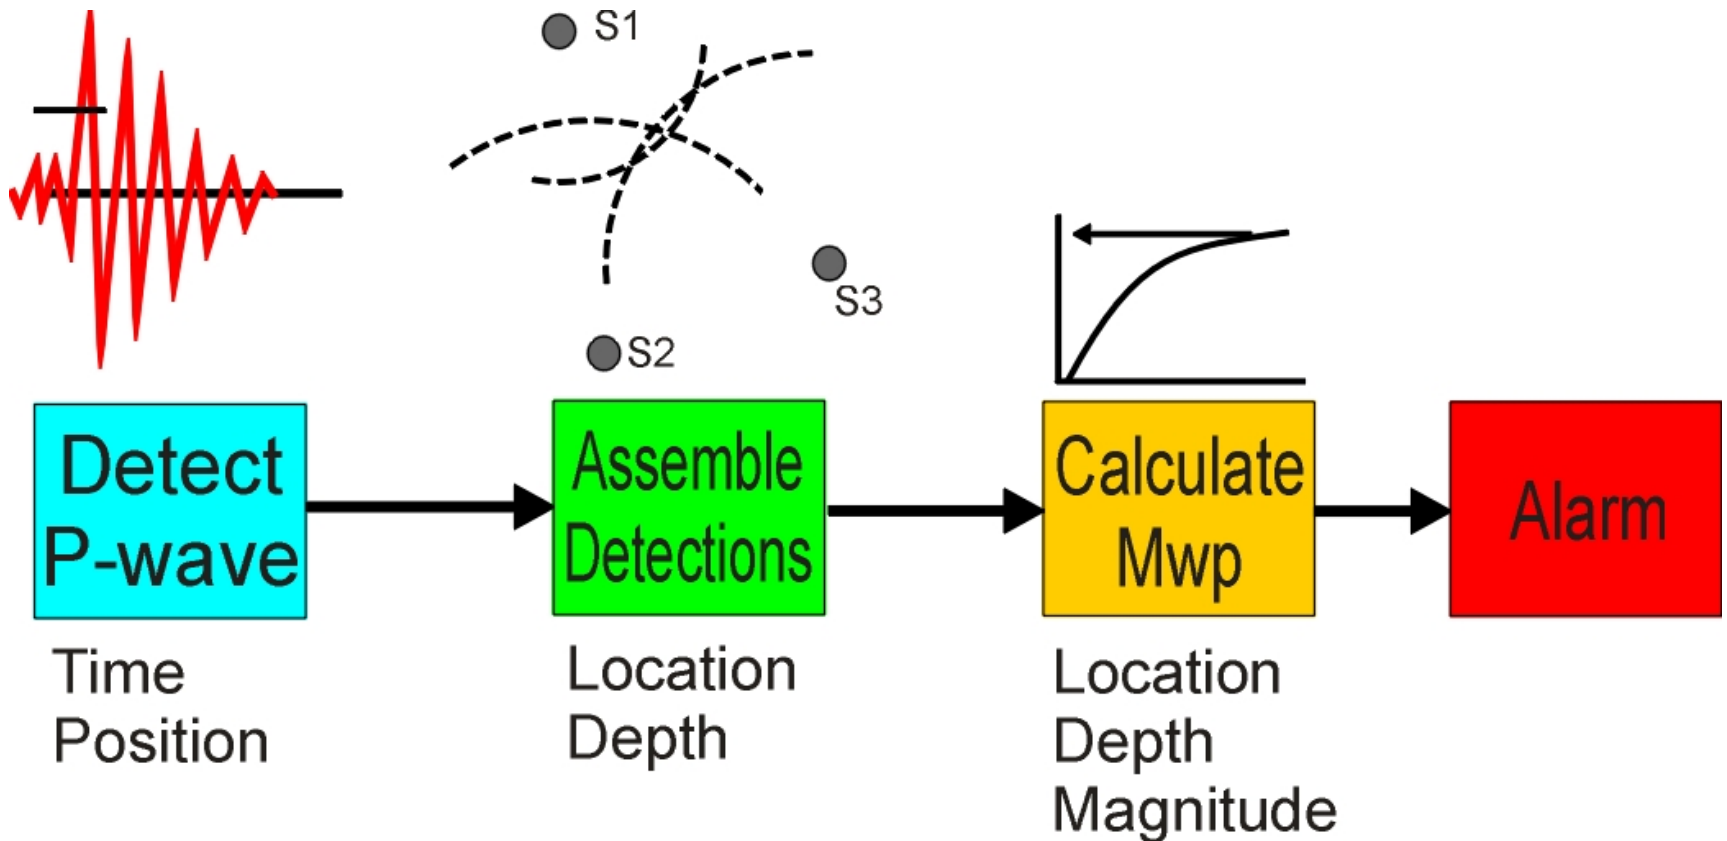 S1
S3
S2
Detect
P-wave
Assemble
Detections
Calculate
Mwp
Alarm
Time
Position
Location
Depth
Location
Depth
Magnitude